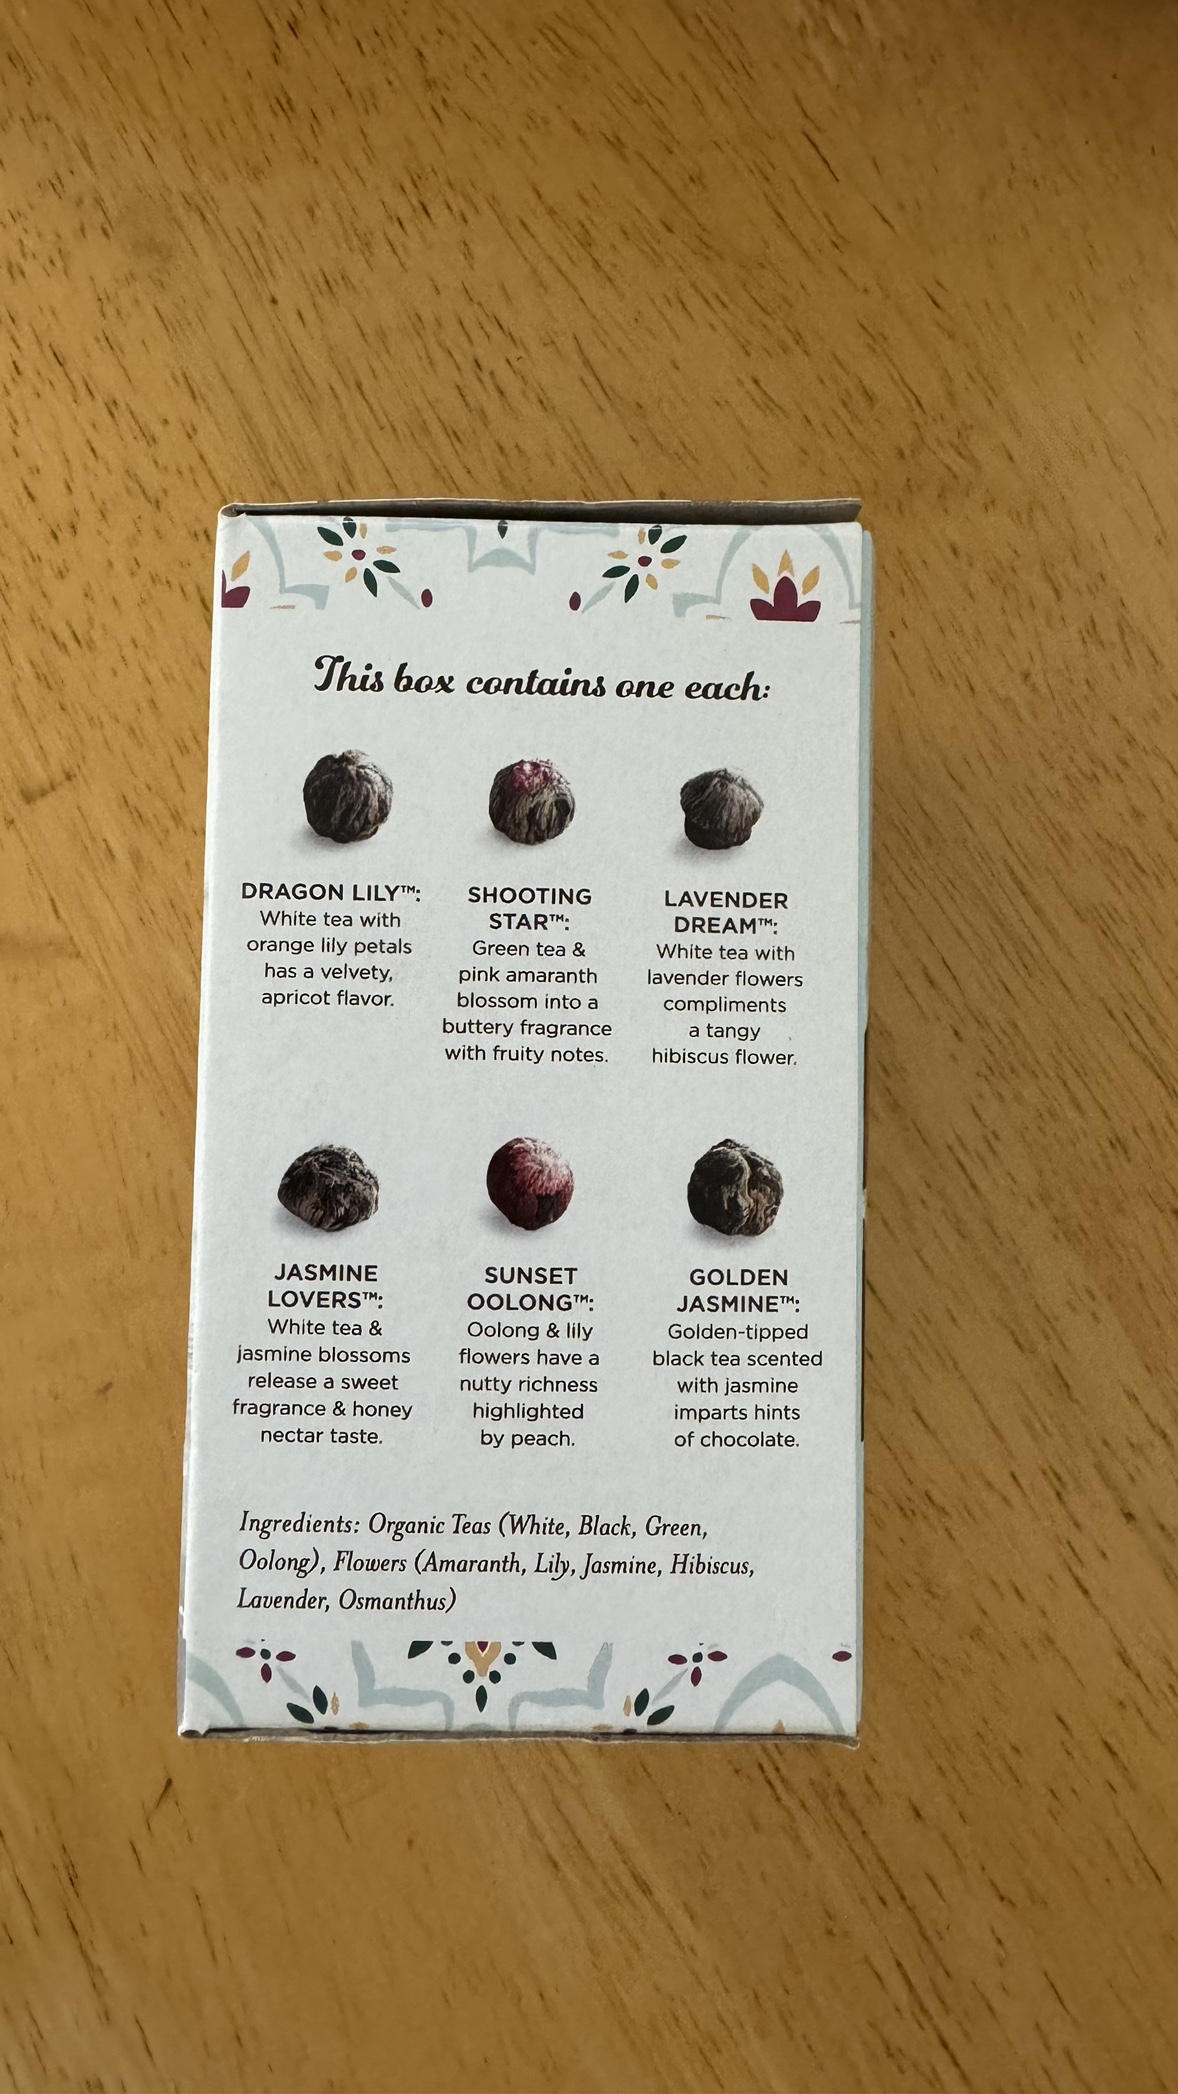 This box contains one each:
DRAGON LILY™:
White tea with
orange lily petals
has a velvety,
apricot flavor.
SHOOTING
STAR™:
Green tea &
pink amaranth
blossom into a
buttery fragrance
with fruity notes.
LAVENDER
DREAM™:
White tea with
lavender flowers
compliments
a tangy
hibiscus flower.
JASMINE
LOVERS™:
White tea &
jasmine blossoms
release a sweet
fragrance & honey
nectar taste.
SUNSET
OOLONG™:
Oolong & lily
flowers have a
nutty richness
highlighted
by peach.
GOLDEN
JASMINE™:
Golden-tipped
black tea scented
with jasmine
imparts hints
of chocolate.
Ingredients: Organic Teas (White, Black, Green,
Oolong), Flowers (Amaranth, Lily, Jasmine, Hibiscus,
Lavender, Osmanthus)